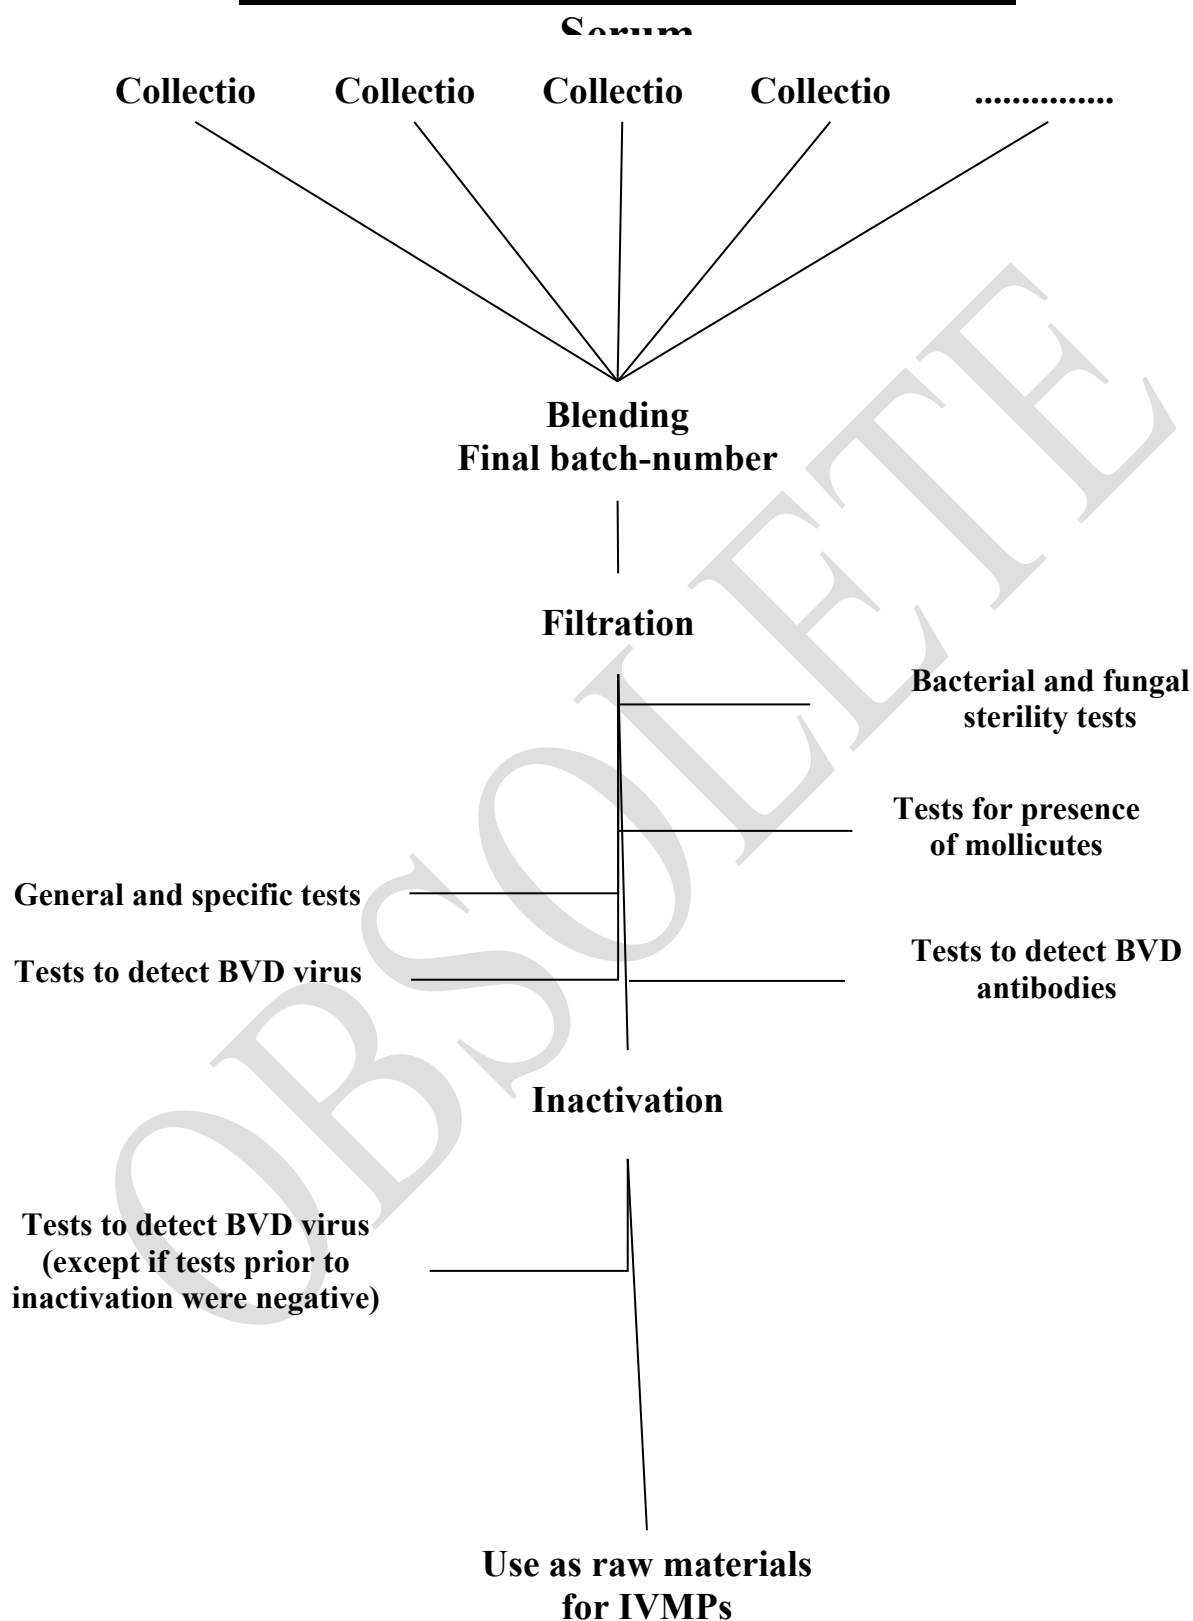 Serum
Collectio Collectio Collectio Collectio ...............
Blending
Final batch-number
Filtration
Bacterial and fungal
sterility tests
Tests for presence
of mollicutes
General and specific tests
Tests to detect BVD virus
Tests to detect BVD
antibodies
Inactivation
Tests to detect BVD virus
(except if tests prior to
inactivation were negative)
Use as raw materials
for IVMPs
OBSOLETE